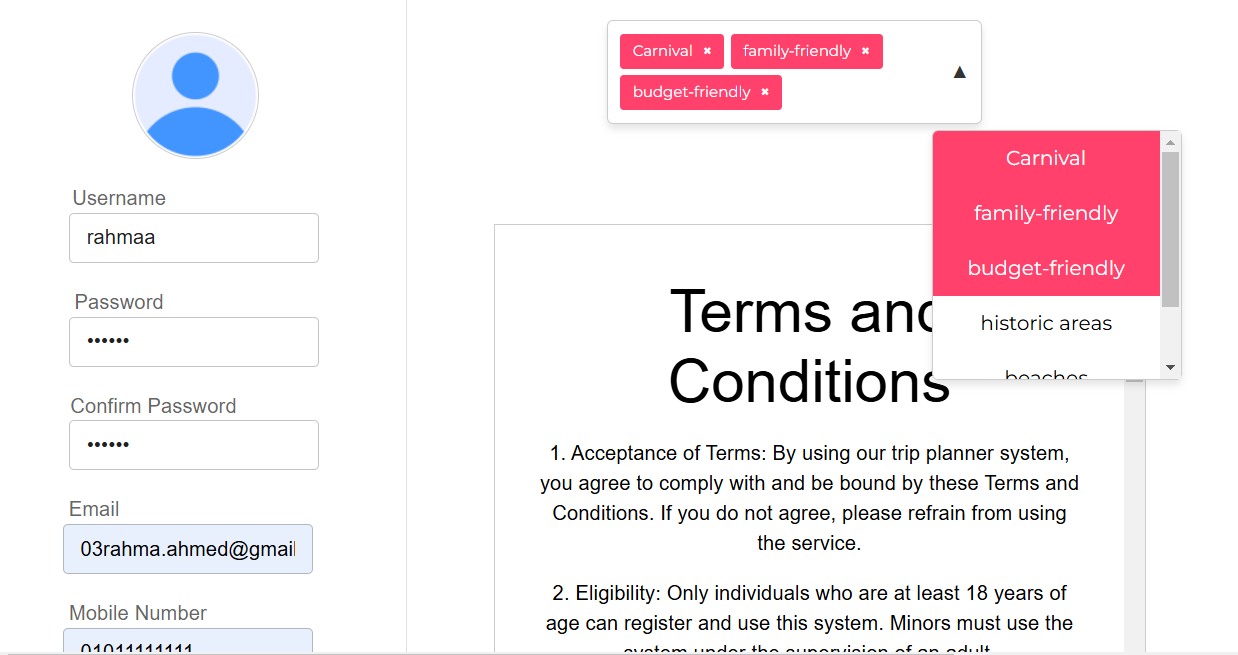 Username
rahmaa
Password
••••••
Confirm Password
••••••
Email
03rahma.ahmed@gmail
Mobile Number
01011111111
Carnival ✖ family-friendly ✖
budget-friendly ✖
▲
Carnival
family-friendly
budget-friendly
historic areas
beaches
Terms and
Conditions
1. Acceptance of Terms: By using our trip planner system,
you agree to comply with and be bound by these Terms and
Conditions. If you do not agree, please refrain from using
the service.
2. Eligibility: Only individuals who are at least 18 years of
age can register and use this system. Minors must use the
system under the supervision of an adult.